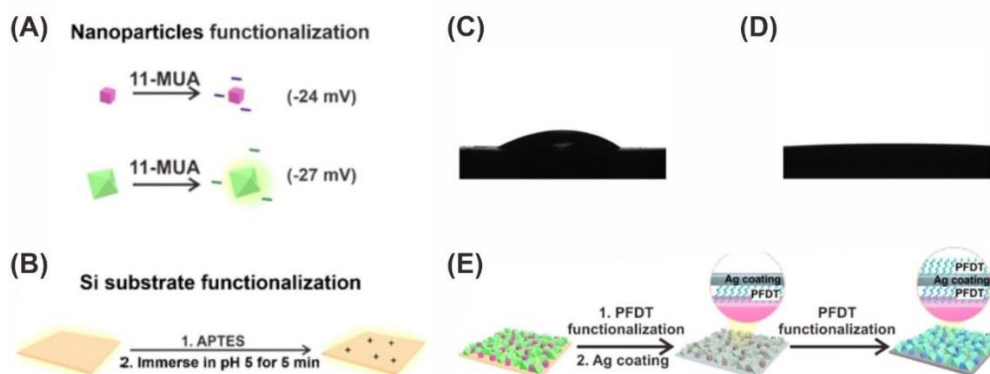 (A)
Nanoparticles functionalization
11-MUA
(-24 mV)
11-MUA
(-27 mV)
(B)
Si substrate functionalization
1. APTES
2. Immerse in pH 5 for 5 min
(C)
(D)
(E)
1. PFDT
functionalization
2. Ag coating
Ag coating
PFDT
PFDT
functionalization
PFDT
Ag coating
PFDT